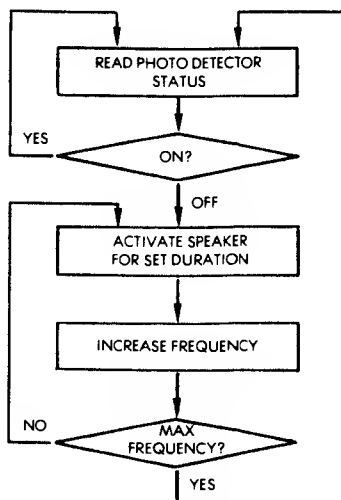 READ PHOTO DETECTOR
STATUS
YES
ON?
OFF
ACTIVATE SPEAKER
FOR SET DURATION
INCREASE FREQUENCY
NO
MAX
FREQUENCY?
YES